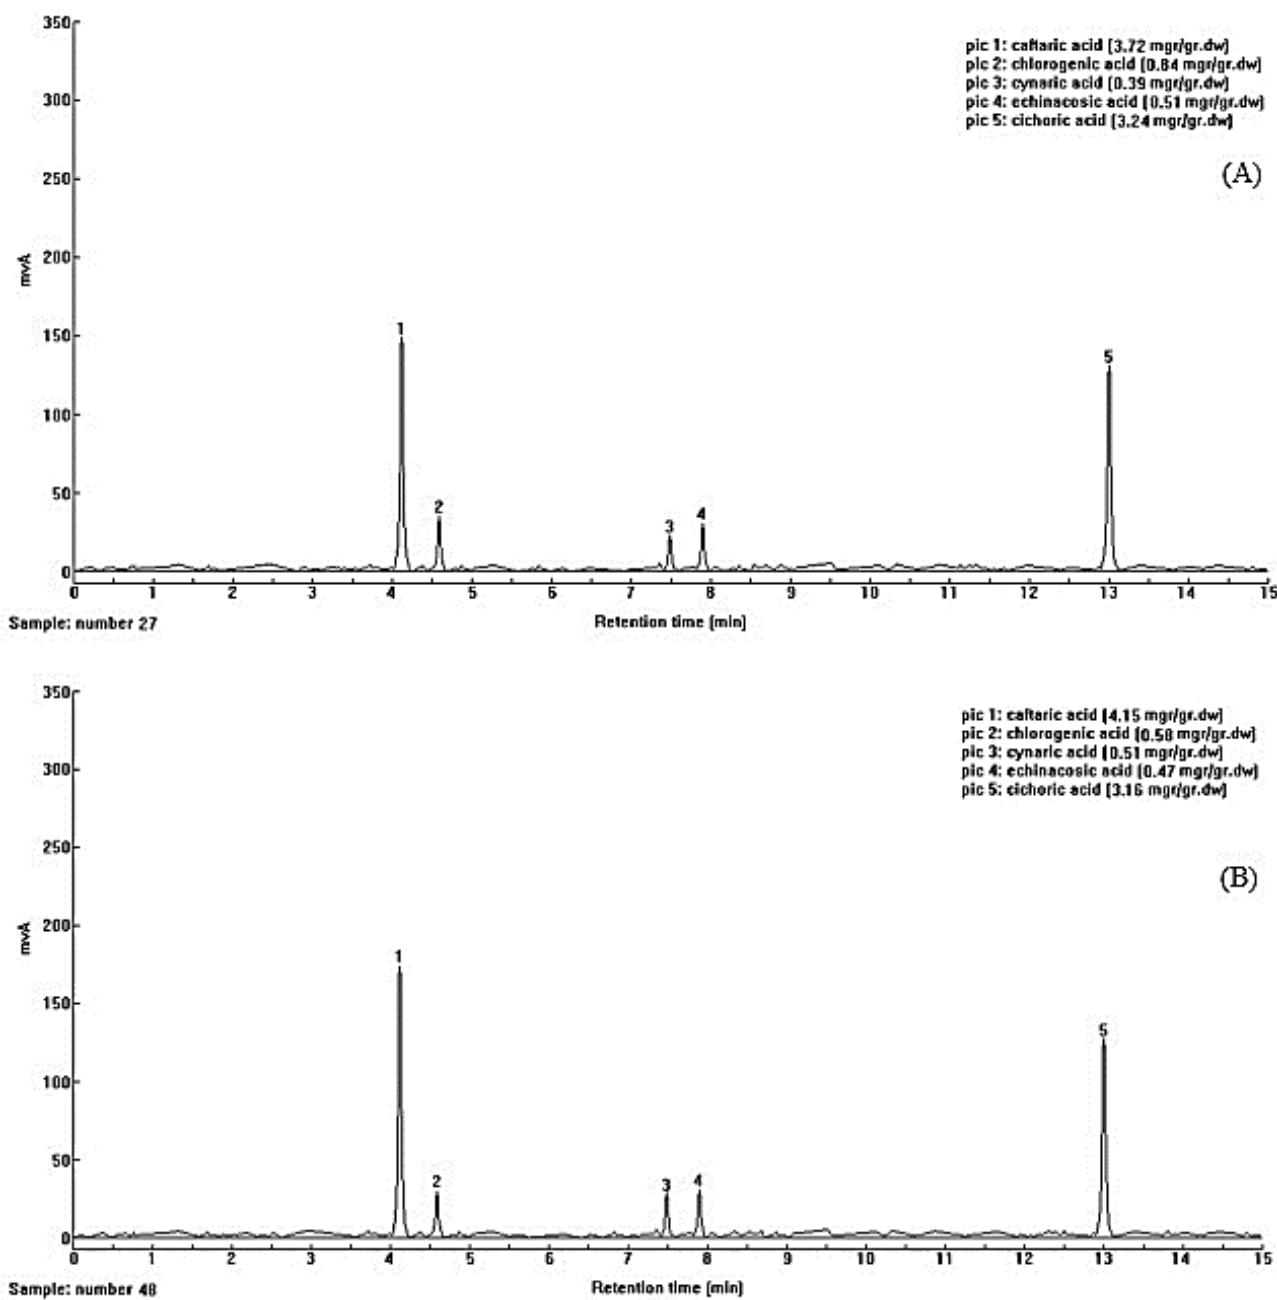 350
pic 1: caftaric acid [3.72 mgr/gr.dw]
pic 2: chlorogenic acid [0.84 mgr/gr.dw]
pic 3: cynaric acid [0.39 mgr/gr.dw]
pic 4: echinacosic acid [0.51 mgr/gr.dw]
pic 5: cichoric acid [3.24 mgr/gr.dw]
300
250
(A)
200
mvA
150
1
5
100
50
2
3
4
0
0 1 2 3 4 5 6 7 8 9 10 11 12 13 14 15
Sample: number 27
Retention time [min]
350
pic 1: caftaric acid [4.15 mgr/gr.dw]
pic 2: chlorogenic acid [0.58 mgr/gr.dw]
pic 3: cynaric acid [0.51 mgr/gr.dw]
pic 4: echinacosic acid [0.47 mgr/gr.dw]
pic 5: cichoric acid [3.16 mgr/gr.dw]
300
250
(B)
200
mvA
1
150
5
100
50
2
3
4
0
0 1 2 3 4 5 6 7 8 9 10 11 12 13 14 15
Sample: number 48
Retention time [min]